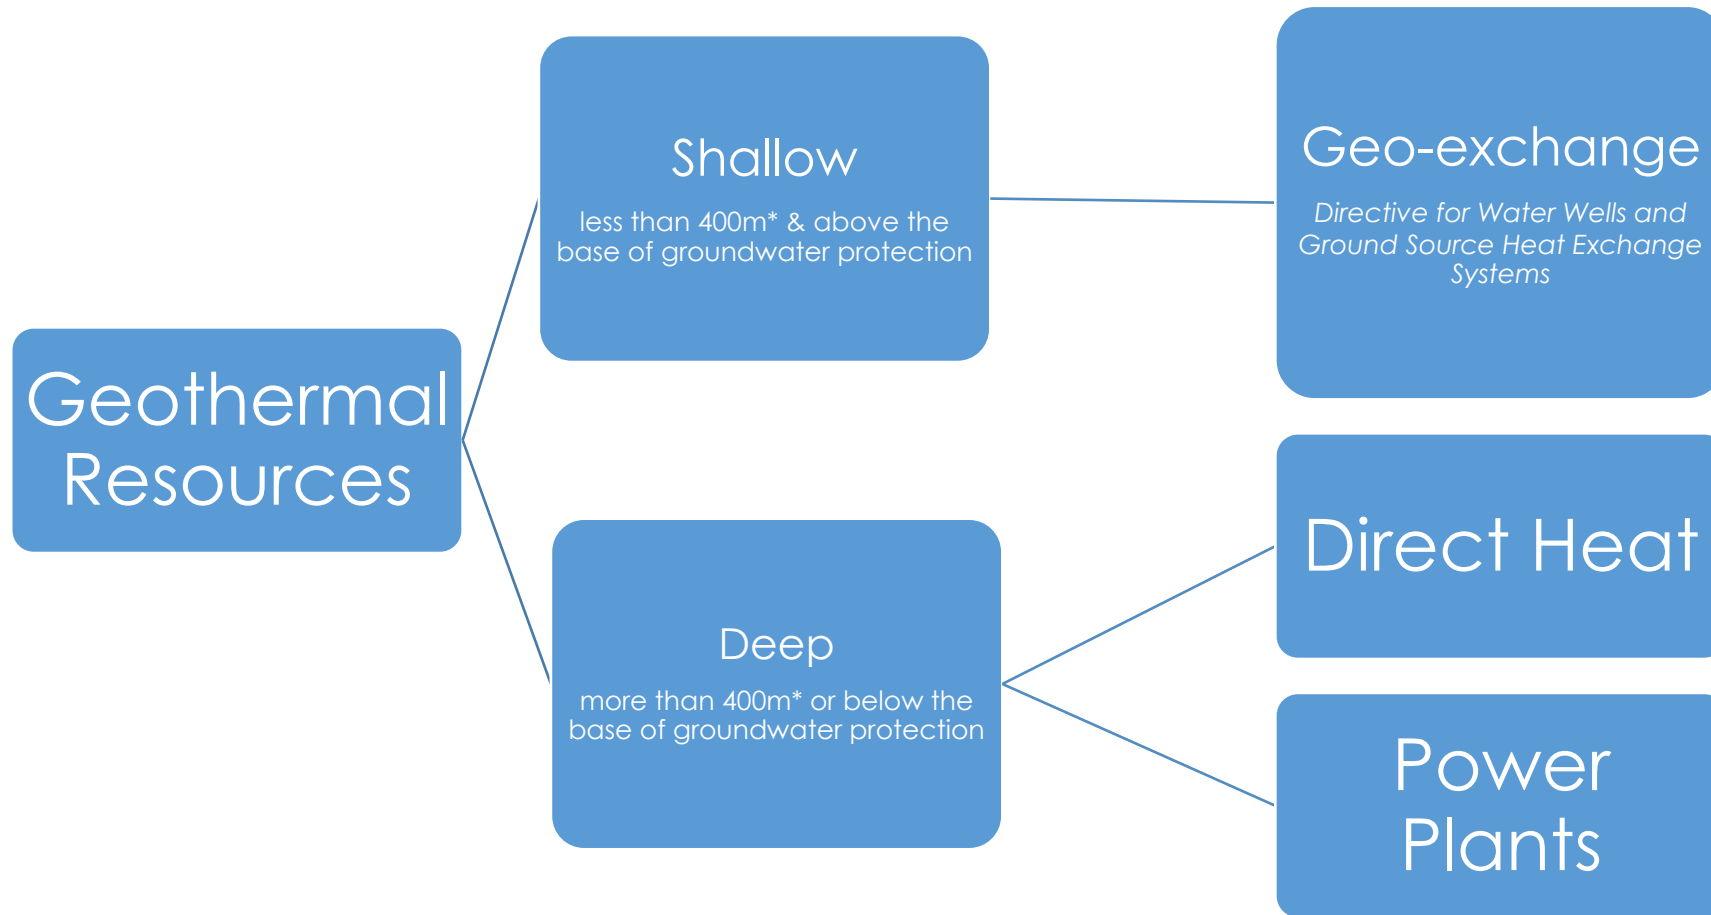 Geothermal
Resources
Shallow
less than 400m* & above the
base of groundwater protection
Geo-exchange
Directive for Water Wells and
Ground Source Heat Exchange
Systems
Deep
more than 400m* or below the
base of groundwater protection
Direct Heat
Power
Plants